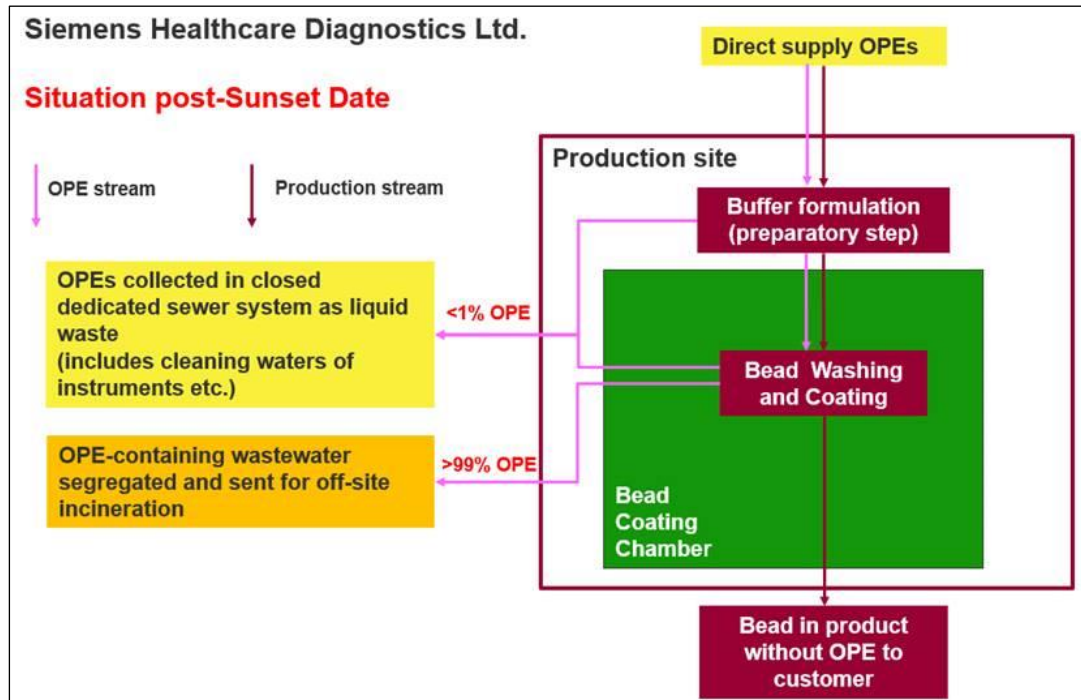 Siemens Healthcare Diagnostics Ltd.
Situation post-Sunset Date
OPE stream
Production stream
Direct supply OPEs
Production site
Buffer formulation
(preparatory step)
OPEs collected in closed
dedicated sewer system as liquid
waste
(includes cleaning waters of
instruments etc.)
<1% OPE
Bead Washing
and Coating
OPE-containing wastewater
segregated and sent for off-site
incineration
>99% OPE
Bead
Coating
Chamber
Bead in product
without OPE to
customer